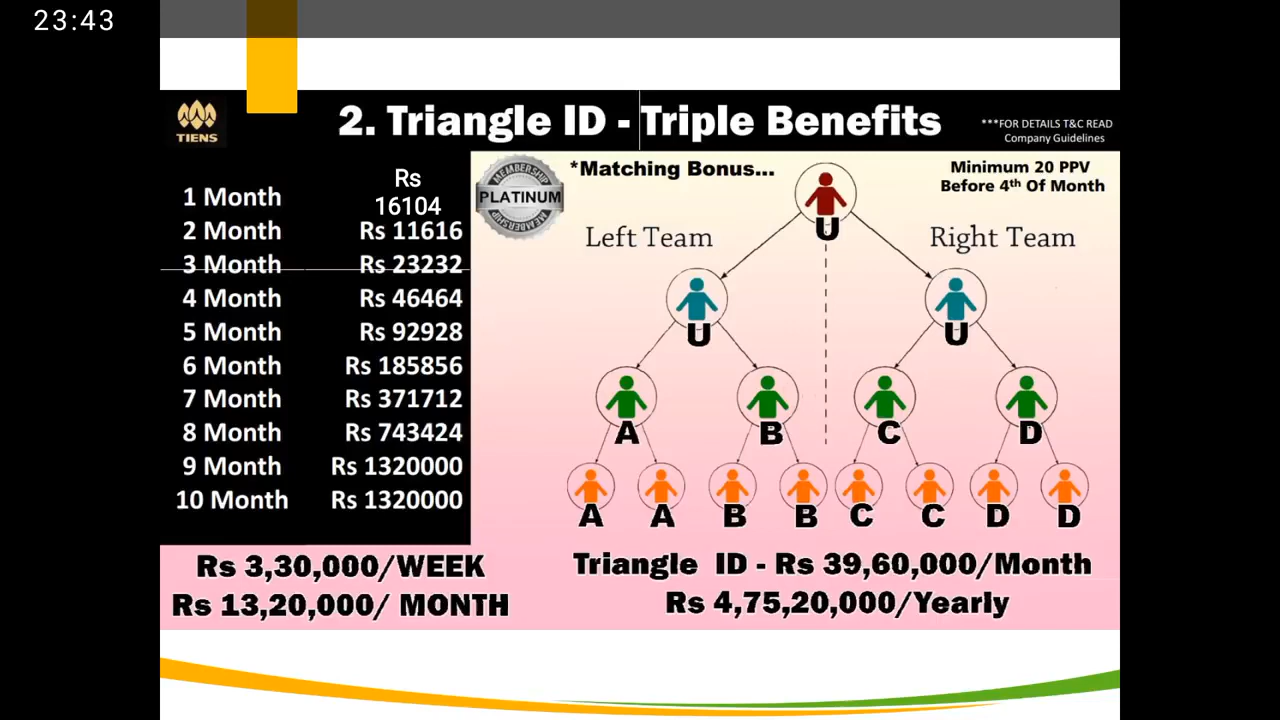 23:43
TIENS
2. Triangle ID - Triple Benefits
***FOR DETAILS T&C READ
Company Guidelines
1 Month Rs 16104
2 Month Rs 11616
3 Month Rs 23232
4 Month Rs 46464
5 Month Rs 92928
6 Month Rs 185856
7 Month Rs 371712
8 Month Rs 743424
9 Month Rs 1320000
10 Month Rs 1320000
Rs 3,30,000/WEEK
Rs 13,20,000/ MONTH
MEMBERSHIP
PLATINUM
MEMBERSHIP
*Matching Bonus...
Minimum 20 PPV
Before 4th Of Month
U
Left Team
Right Team
U U
A B C D
A A B B C C D D
Triangle ID - Rs 39,60,000/Month
Rs 4,75,20,000/Yearly